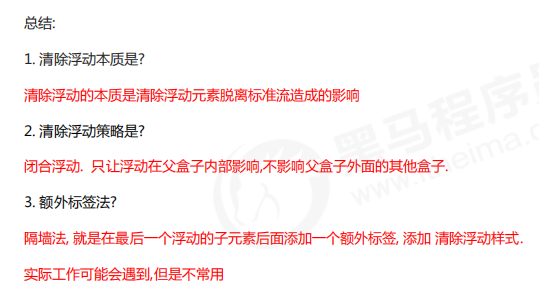 总结:
1. 清除浮动本质是?
清除浮动的本质是清除浮动元素脱离标准流造成的影响
2. 清除浮动策略是?
闭合浮动. 只让浮动在父盒子内部影响,不影响父盒子外面的其他盒子.
3. 额外标签法?
隔墙法, 就是在最后一个浮动的子元素后面添加一个额外标签, 添加 清除浮动样式.
实际工作可能会遇到,但是不常用
黑马程序
www.itheima.co